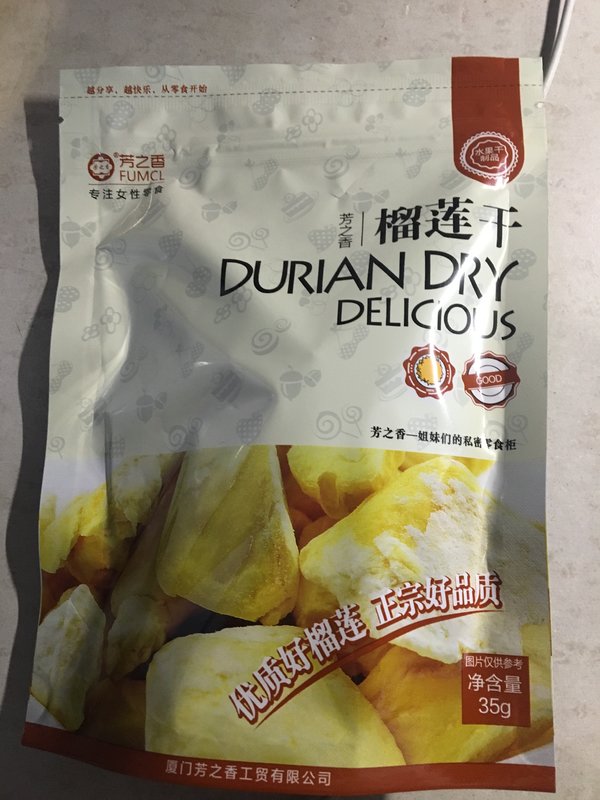 越分享、越快乐、从零食开始
水果干
制品
芳之香
®芳之香
FUMCL
专注女性零食
芳之香
榴莲干
DURIAN DRY
DELICIOUS
GOOD
芳之香—姐妹们的私密零食柜
优质好榴莲 正宗好品质
图片仅供参考
净含量
35g
厦门芳之香工贸有限公司